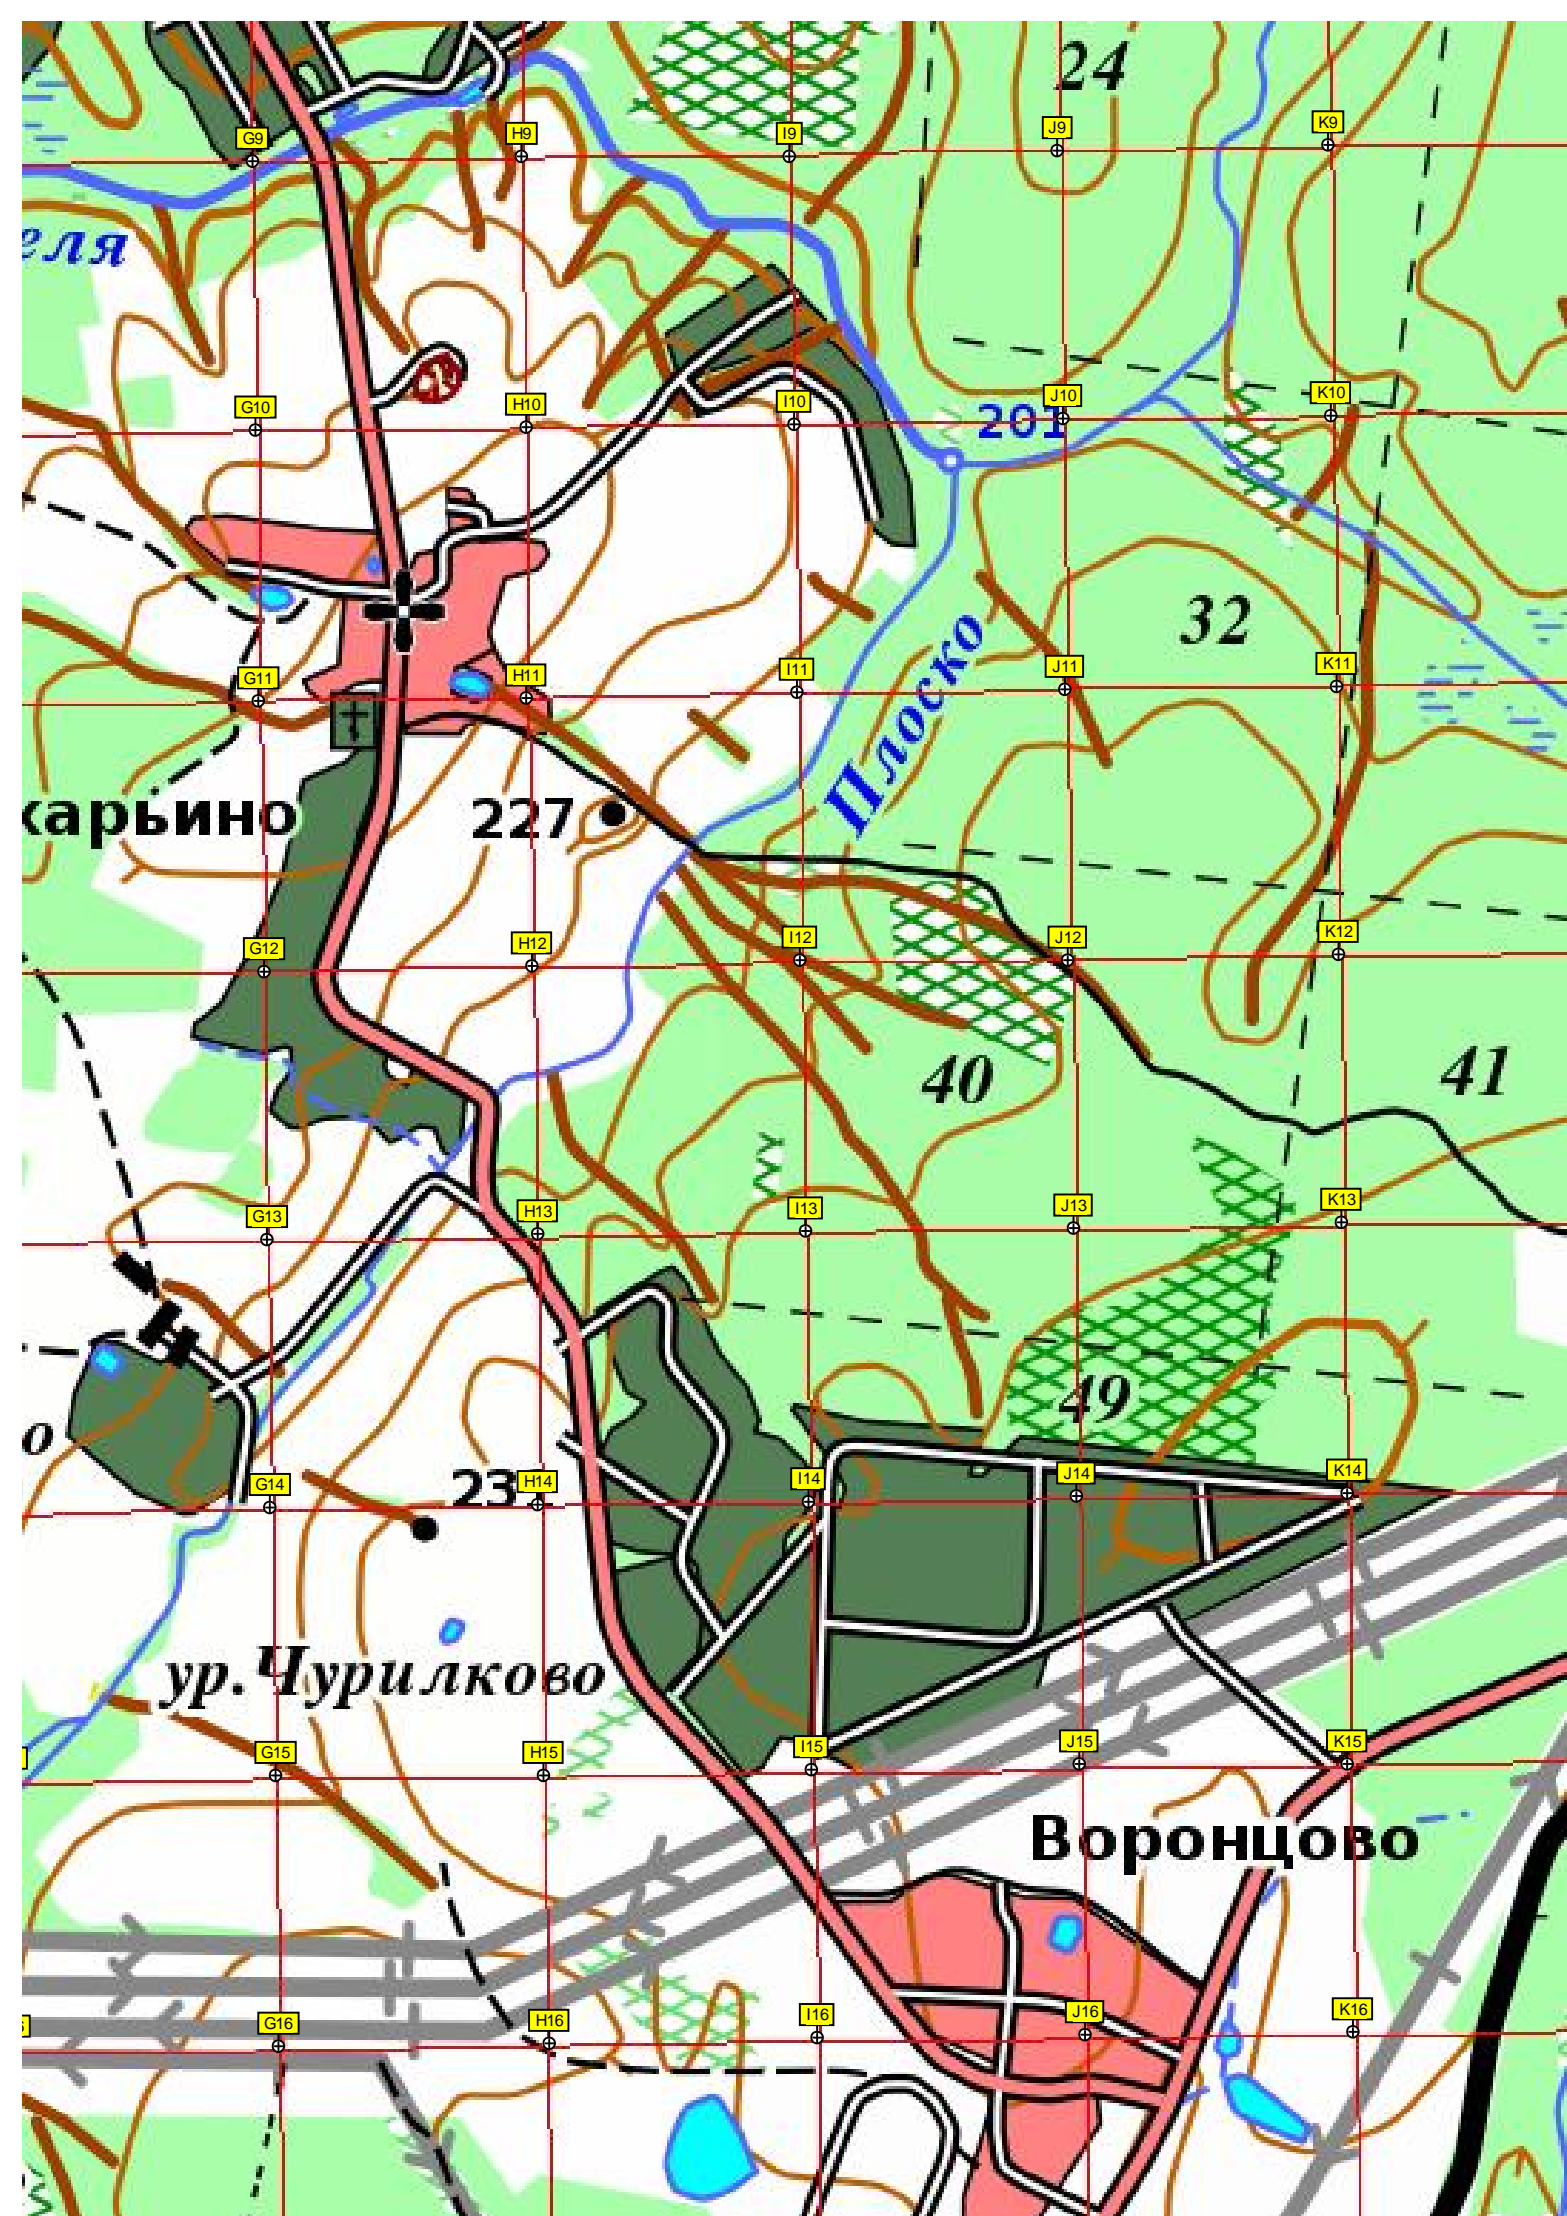 24
G9 H9 I9 J9 K9
еля
G10 H10 I10 J10 K10
201
32
G11 H11 I11 J11 K11
Плоско
карьино
227
G12 H12 I12 J12 K12
40
41
G13 H13 I13 J13 K13
49
о
G14 H14 I14 J14 K14
23
ур.Чурилково
G15 H15 I15 J15 K15
Воронцово
G16 H16 I16 J16 K16